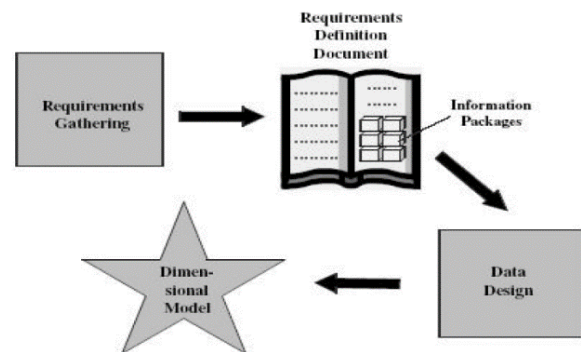 Requirements
Definition
Document
Requirements
Gathering
Information
Packages
Data
Design
Dimen-
sional
Model